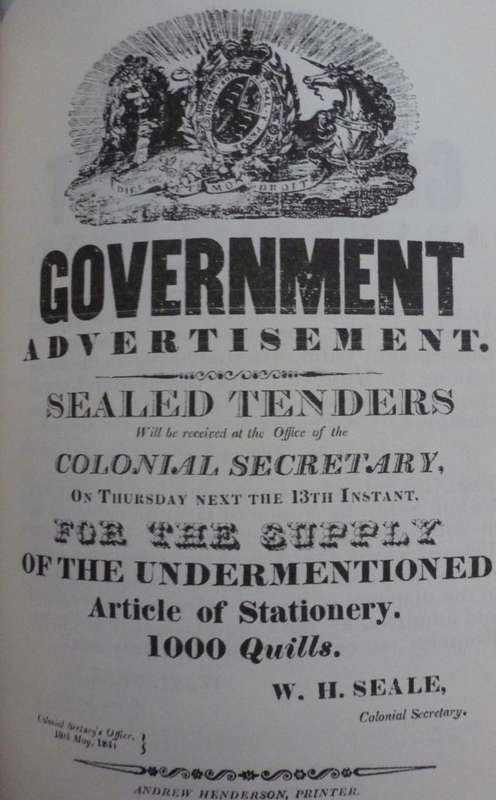 DIEU ET MON DROIT
GOVERNMENT
ADVERTISEMENT.
SEALED TENDERS
Will be received at the Office of the
COLONIAL SECRETARY,
ON THURSDAY NEXT THE 13TH INSTANT,
FOR THE SUPPLY
OF THE UNDERMENTIONED
Article of Stationery.
1000 Quills.
W. H. SEALE,
Colonial Secretary.
Colonial Office,
May, 1841
ANDREW HENDERSON, PRINTER.